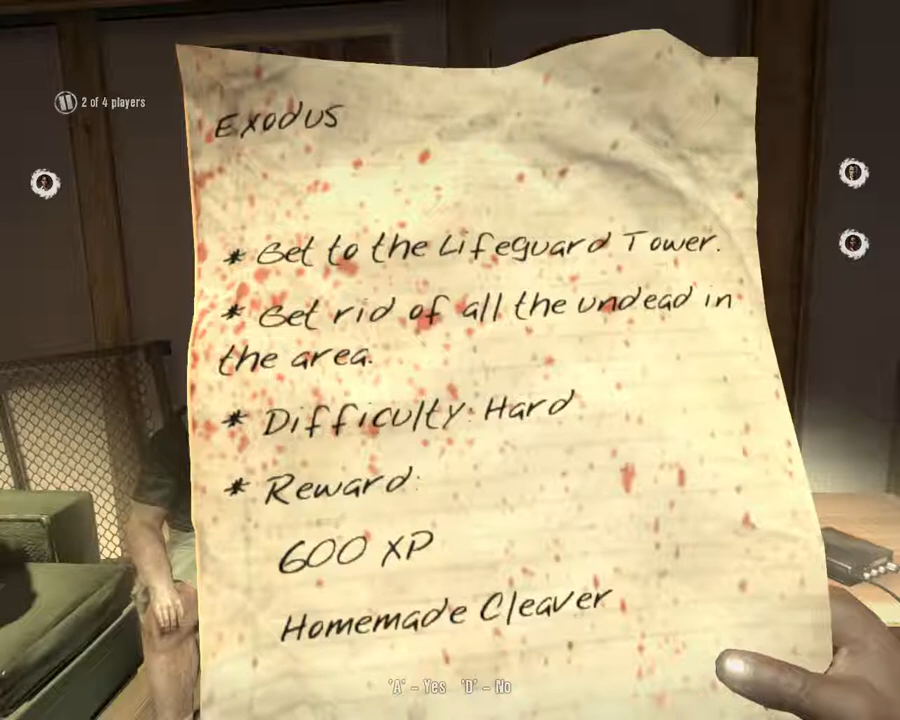 2 of 4 players
Exodus
* Get to the Lifeguard Tower.
* Get rid of all the undead in
the area.
* Difficulty: Hard
* Reward:
600 XP
Homemade Cleaver
'A' - Yes 'D' - No